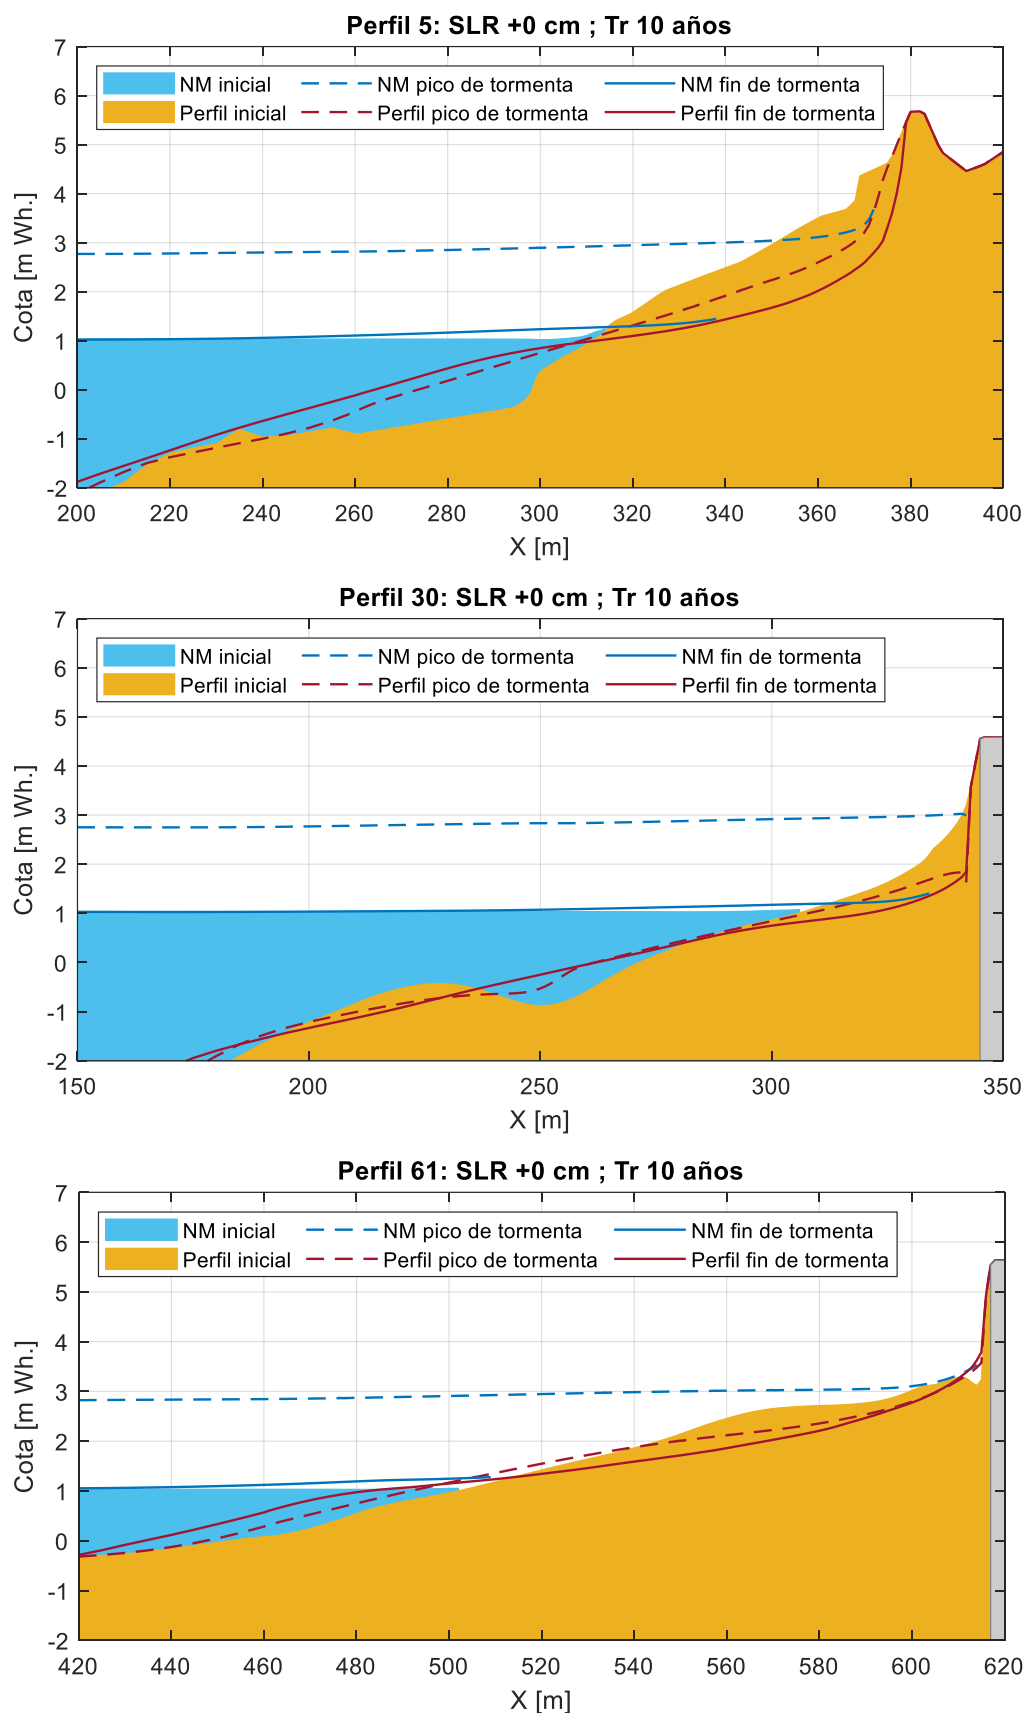 Perfil 5: SLR +0 cm ; Tr 10 años
7
NM inicial NM pico de tormenta NM fin de tormenta
6
Perfil inicial Perfil pico de tormenta Perfil fin de tormenta
5
4
3
2
1
0
-1
-2
Cota [m Wh.]
200 220 240 260 280 300 320 340 360 380 400
X [m]
Perfil 30: SLR +0 cm ; Tr 10 años
7
NM inicial NM pico de tormenta NM fin de tormenta
6
Perfil inicial Perfil pico de tormenta Perfil fin de tormenta
5
4
3
2
1
0
-1
-2
Cota [m Wh.]
150 200 250 300 350
X [m]
Perfil 61: SLR +0 cm ; Tr 10 años
7
NM inicial NM pico de tormenta NM fin de tormenta
6
Perfil inicial Perfil pico de tormenta Perfil fin de tormenta
5
4
3
2
1
0
-1
-2
Cota [m Wh.]
420 440 460 480 500 520 540 560 580 600 620
X [m]